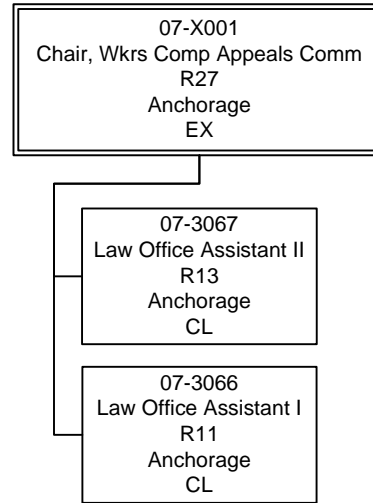 07-X001
Chair, Wkrs Comp Appeals Comm
R27
Anchorage
EX
07-3067
Law Office Assistant II
R13
Anchorage
CL
07-3066
Law Office Assistant I
R11
Anchorage
CL